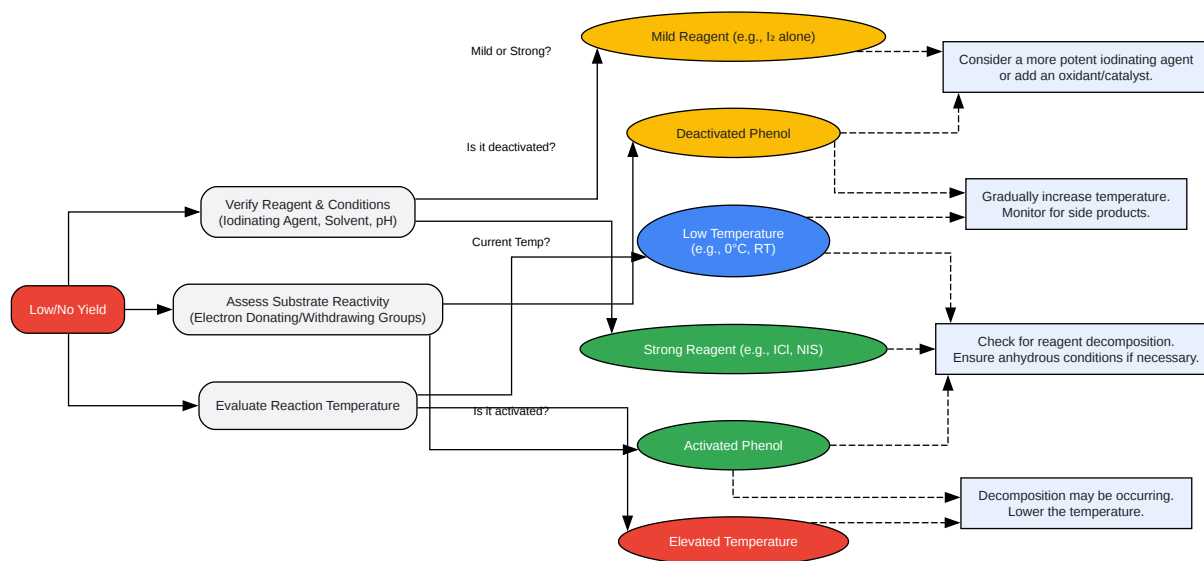 Mild or Strong?
Mild Reagent (e.g., I₂ alone)
Consider a more potent iodinating agent
or add an oxidant/catalyst.
Is it deactivated?
Deactivated Phenol
Verify Reagent & Conditions
(Iodinating Agent, Solvent, pH)
Gradually increase temperature.
Monitor for side products.
Current Temp?
Low Temperature
(e.g., 0°C, RT)
Low/No Yield
Assess Substrate Reactivity
(Electron Donating/Withdrawing Groups)
Strong Reagent (e.g., ICl, NIS)
Check for reagent decomposition.
Ensure anhydrous conditions if necessary.
Evaluate Reaction Temperature
Is it activated?
Activated Phenol
Decomposition may be occurring.
Lower the temperature.
Elevated Temperature